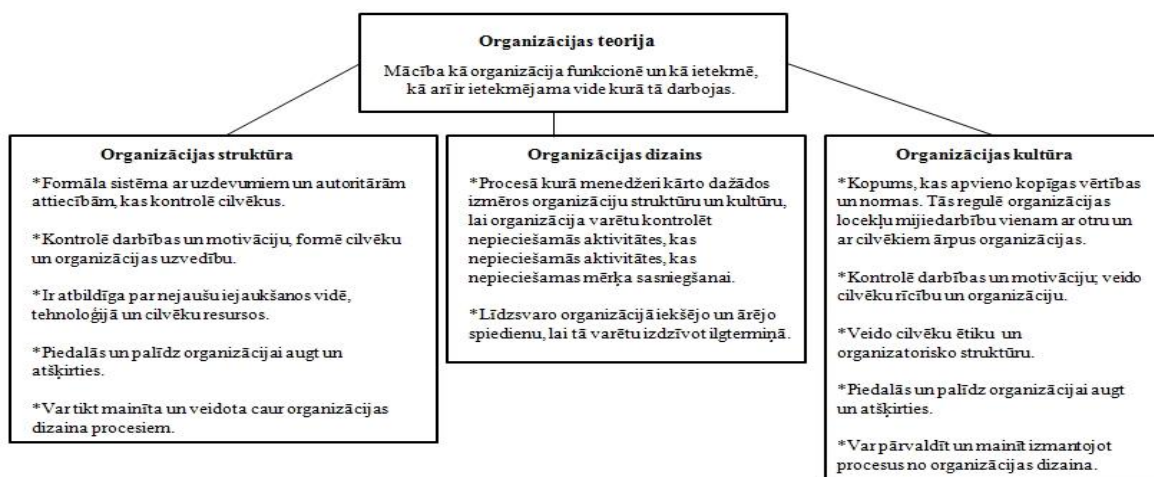 Organizācijas teorija
Mācība kā organizācija funkcionē un kā ietekmē,
kā arī ir ietekmējama vide kurā tā darbojas.
Organizācijas struktūra
*Formāla sistēma ar uzdevumiem un autoritārām
attiecībām, kas kontrolē cilvēkus.
*Kontrolē darbības un motivāciju, formē cilvēku
un organizācijas uzvedību.
*Ir atbildīga par nejaušu iejaukšanos vidē,
tehnoloģijā un cilvēku resursos.
*Piedalās un palīdz organizācijai augt un
atšķirties.
*Var tikt mainīta un veidota caur organizācijas
dizaina procesiem.
Organizācijas dizains
*Procesā kurā menedžeri kārto dažādos
izmēros organizāciju struktūru un kultūru,
lai organizācija varētu kontrolēt
nepieciešamās aktivitātes, kas
nepieciešamās aktivitātes, kas
nepieciešamas mērķa sasniegšanai.
*Līdzsvaro organizācijā iekšējo un ārējo
spiedienu, lai tā varētu izdzīvot ilgtermiņā.
Organizācijas kultūra
*Kopums, kas apvieno kopīgas vērtības
un normas. Tās regulē organizācijas
locekļu mijiedarbību vienam ar otru un
ar cilvēkiem ārpus organizācijas.
*Kontrolē darbības un motivāciju; veido
cilvēku rīcību un organizāciju.
*Veido cilvēku ētiku un
organizatorisko struktūru.
*Piedalās un palīdz organizācijai augt
un atšķirties.
*Var pārvaldīt un mainīt izmantojot
procesus no organizācijas dizaina.